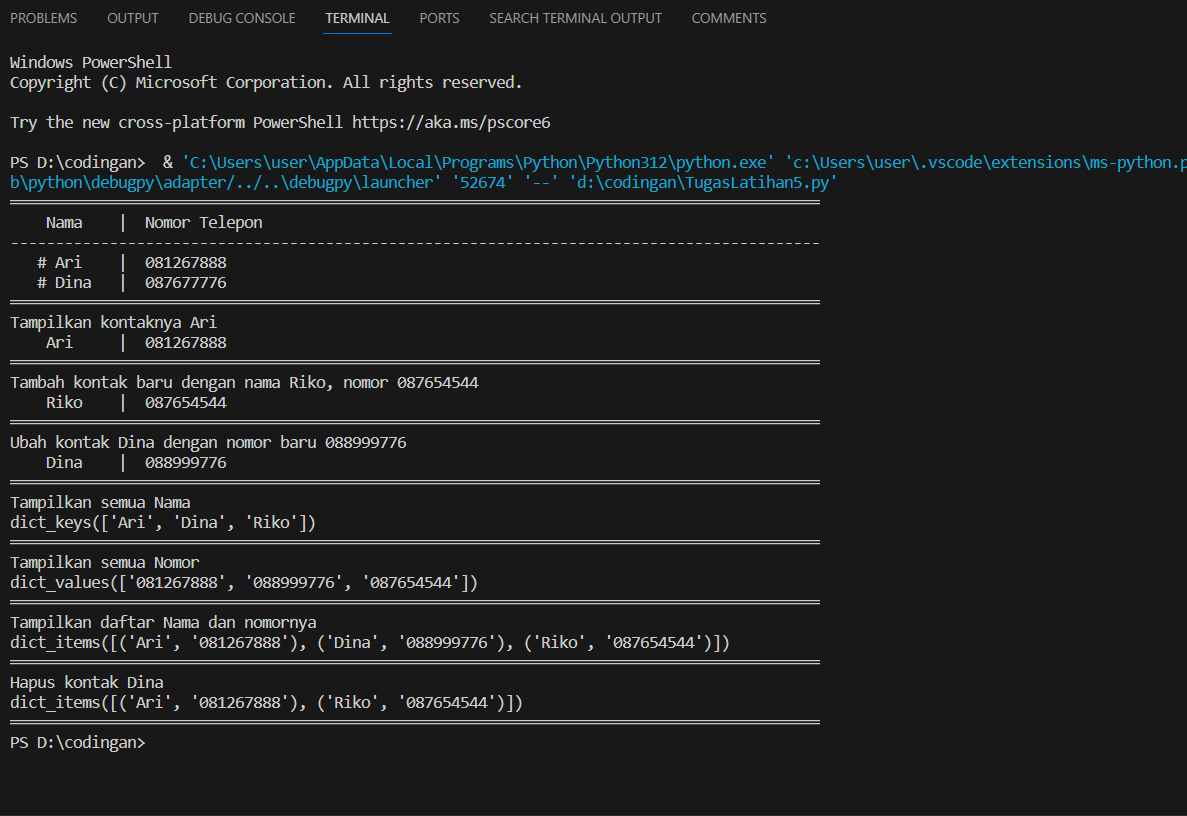 PROBLEMS OUTPUT DEBUG CONSOLE TERMINAL PORTS SEARCH TERMINAL OUTPUT COMMENTS
Windows PowerShell
Copyright (C) Microsoft Corporation. All rights reserved.
Try the new cross-platform PowerShell https://aka.ms/pscore6
PS D:\codingan>  & 'C:\Users\user\AppData\Local\Programs\Python\Python312\python.exe' 'c:\Users\user\.vscode\extensions\ms-python.p
b\python\debugpy\adapter/../..\debugpy\launcher' '52674' '--' 'd:\codingan\TugasLatihan5.py'
==========================================================================================
    Nama    |  Nomor Telepon
------------------------------------------------------------------------------------------
   # Ari    |  081267888
   # Dina   |  087677776
==========================================================================================
Tampilkan kontaknya Ari
    Ari     |  081267888
==========================================================================================
Tambah kontak baru dengan nama Riko, nomor 087654544
    Riko    |  087654544
==========================================================================================
Ubah kontak Dina dengan nomor baru 088999776
    Dina    |  088999776
==========================================================================================
Tampilkan semua Nama
dict_keys(['Ari', 'Dina', 'Riko'])
==========================================================================================
Tampilkan semua Nomor
dict_values(['081267888', '088999776', '087654544'])
==========================================================================================
Tampilkan daftar Nama dan nomornya
dict_items([('Ari', '081267888'), ('Dina', '088999776'), ('Riko', '087654544')])
==========================================================================================
Hapus kontak Dina
dict_items([('Ari', '081267888'), ('Riko', '087654544')])
==========================================================================================
PS D:\codingan>